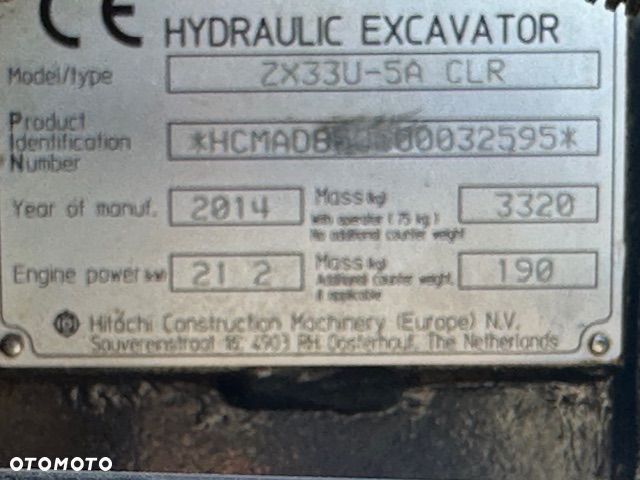 CE HYDRAULIC EXCAVATOR
Model/type ZX33U-5A CLR
Product
Identification
Number
Year of manuf. 2014 Mass kg 3320
with operator (75 kg)
No additional counter weight
Engine power kW 21 2 Mass kg 190
Additional counter weight,
if applicable
Hitachi Construction Machinery (Europe) N.V.
Souverenstraat 16, 4903 RH, Oosterhout, The Netherlands
OTOMOTO